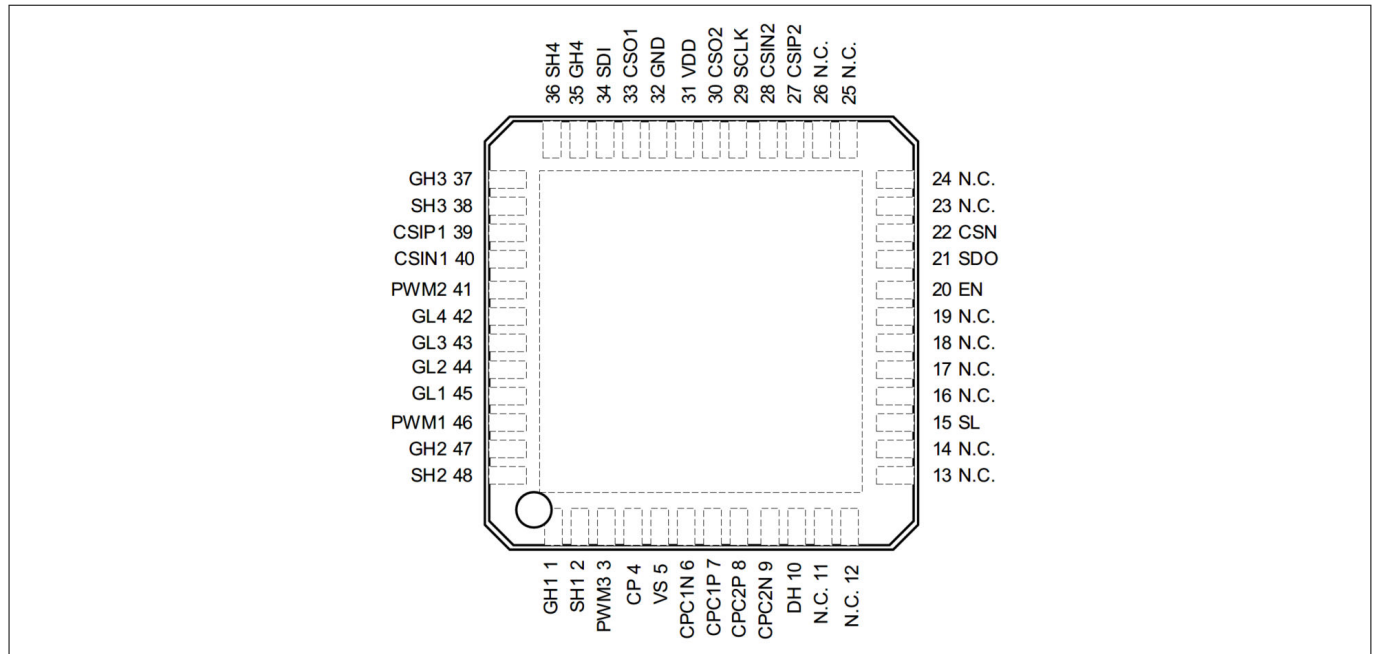 36 SH4
35 GH4
34 SDI
33 CSO1
32 GND
31 VDD
30 CSO2
29 SCLK
28 CSIN2
27 CSIP2
26 N.C.
25 N.C.
GH3 37
SH3 38
CSIP1 39
CSIN1 40
PWM2 41
GL4 42
GL3 43
GL2 44
GL1 45
PWM1 46
GH2 47
SH2 48
24 N.C.
23 N.C.
22 CSN
21 SDO
20 EN
19 N.C.
18 N.C.
17 N.C.
16 N.C.
15 SL
14 N.C.
13 N.C.
GH1 1
SH1 2
PWM3 3
CP 4
VS 5
CPC1N 6
CPC1P 7
CPC2P 8
CPC2N 9
DH 10
N.C. 11
N.C. 12